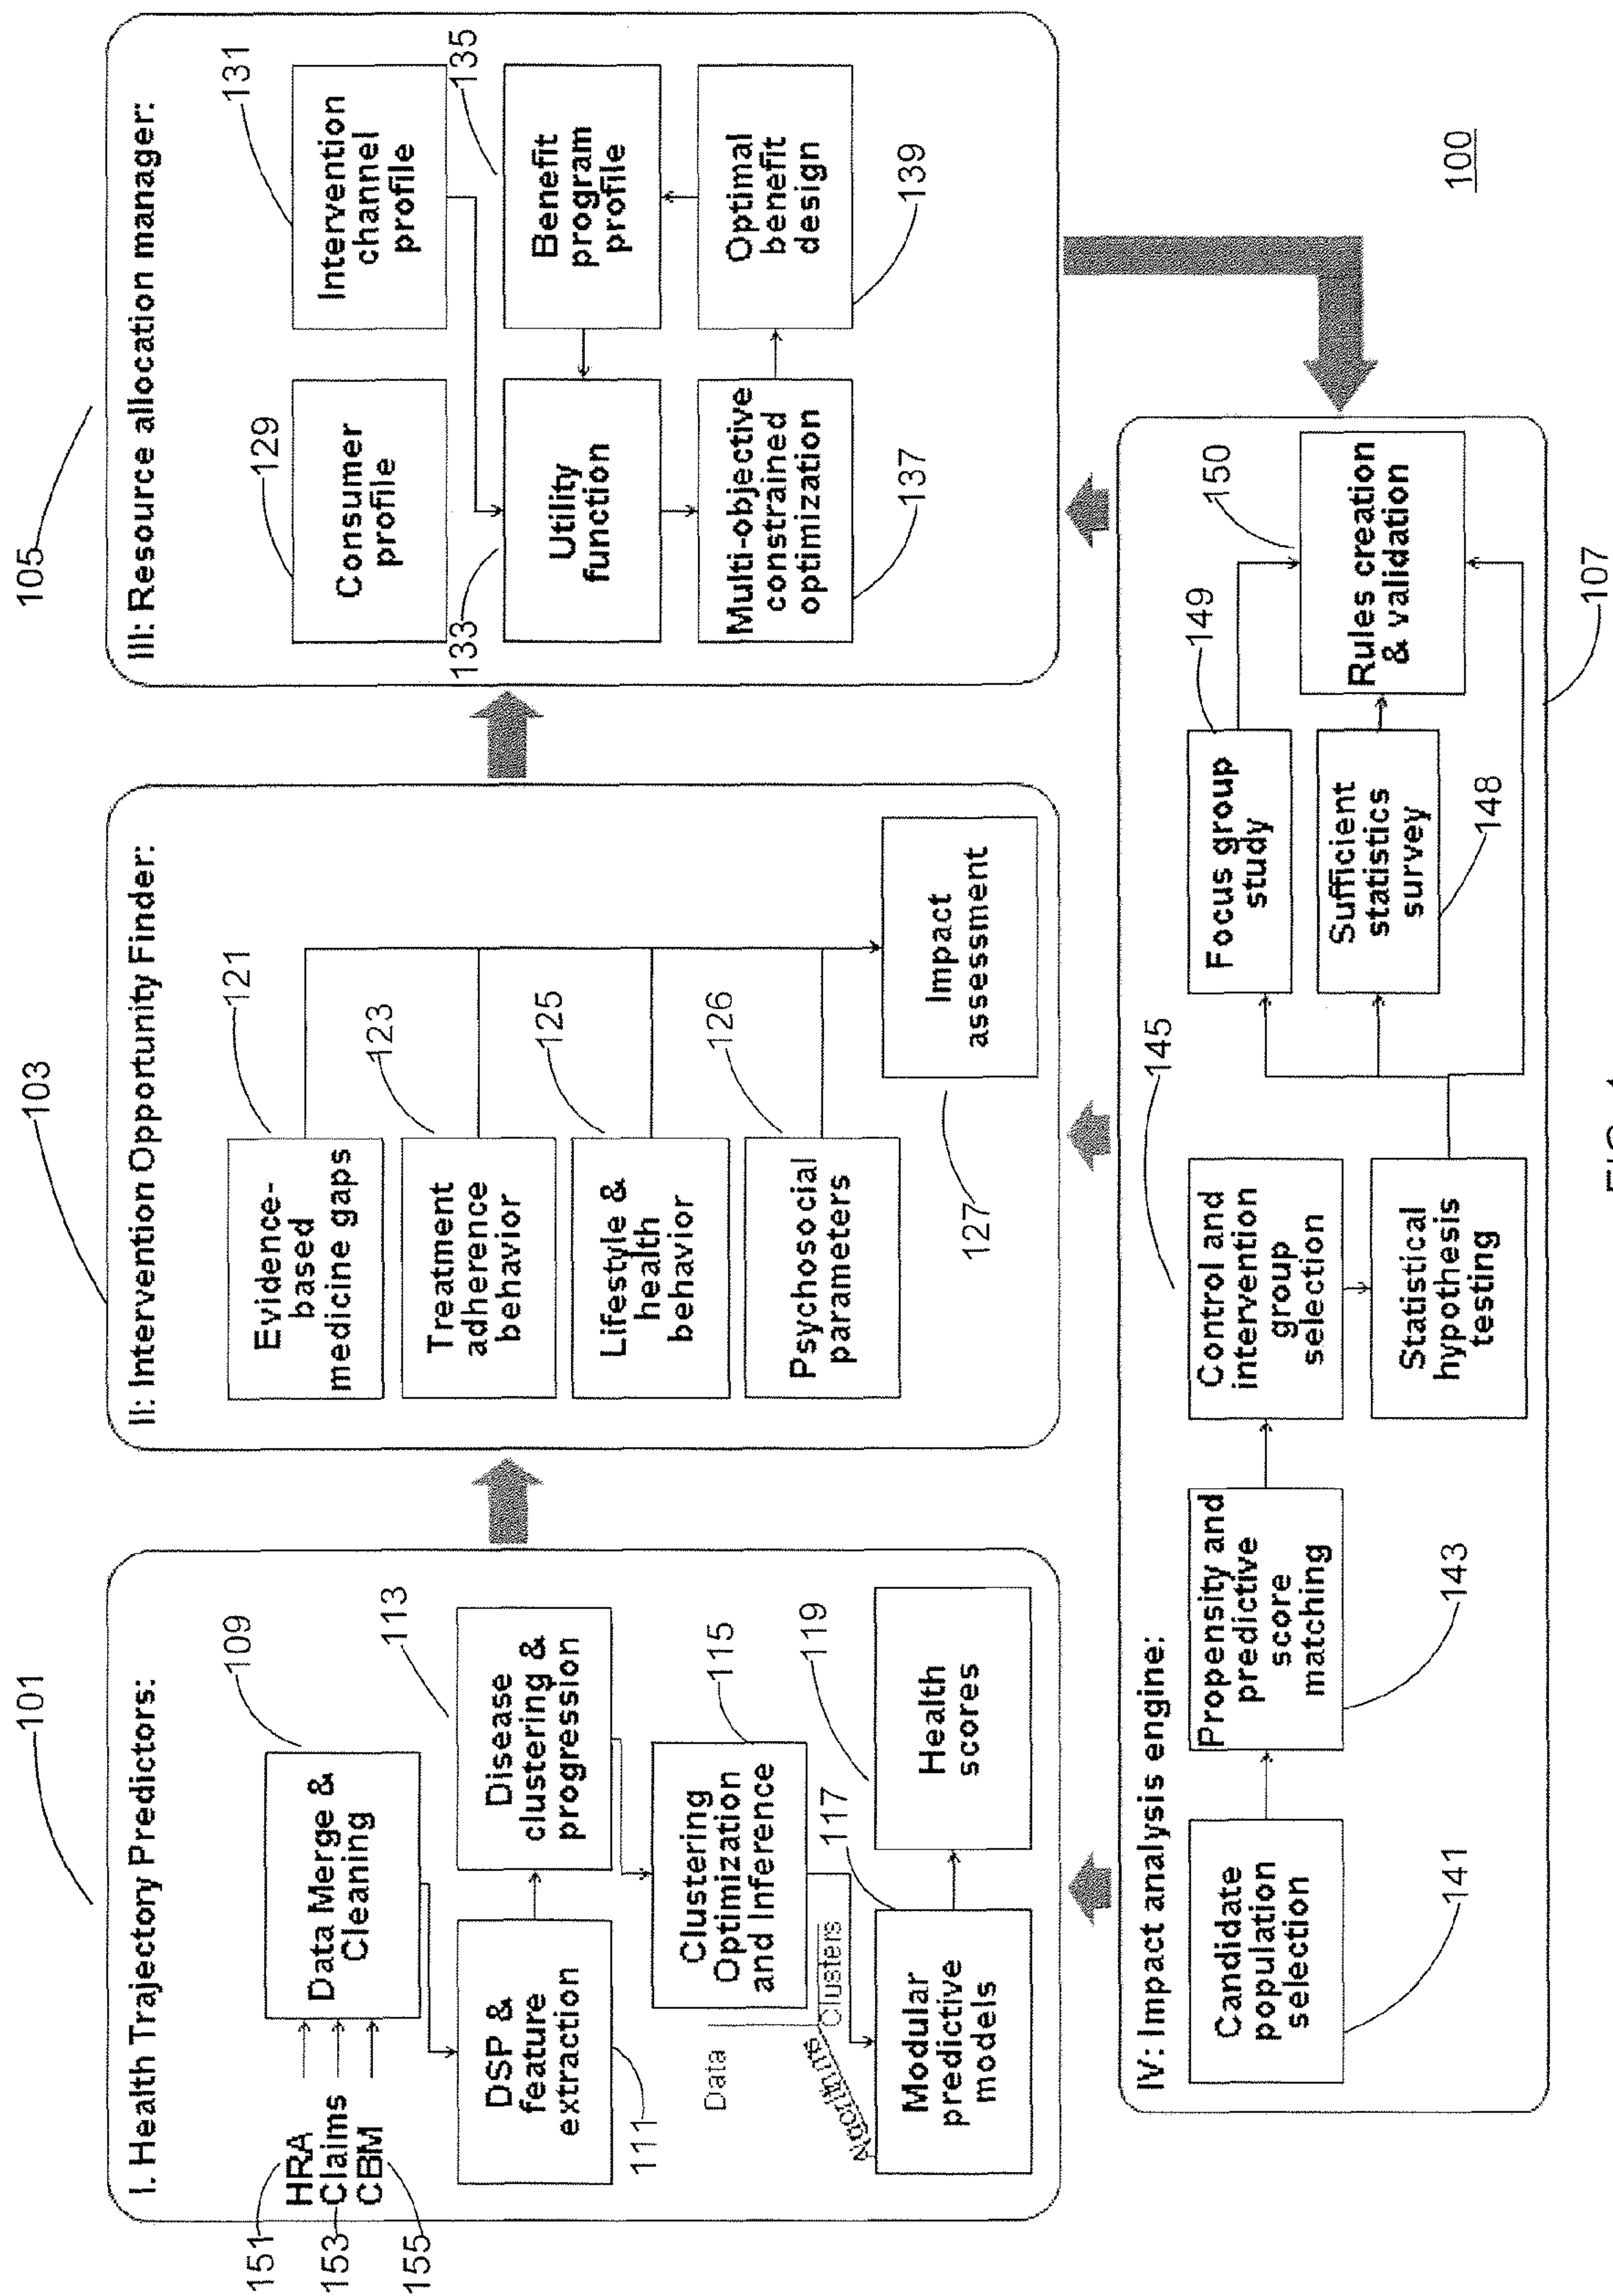 101
I. Health Trajectory Predictors:
151
HRA
153
Claims
155
CBM
109
Data Merge &
Cleaning
DSP &
feature
extraction
111
113
Disease
clustering &
progression
115
Clustering
Optimization
and Inference
Data
Algorithms
Clusters
117
Modular
predictive
models
119
Health
scores
103
II: Intervention Opportunity Finder:
121
Evidence-
based
medicine gaps
123
Treatment
adherence
behavior
125
Lifestyle &
health
behavior
126
Psychosocial
parameters
Impact
assessment
127
105
III: Resource allocation manager:
129
Consumer
profile
131
Intervention
channel
profile
133
Utility
function
135
Benefit
program
profile
Multi-objective
constrained
optimization
137
Optimal
benefit
design
139
IV: Impact analysis engine:
Candidate
population
selection
141
Propensity and
predictive
score
matching
143
145
Control and
intervention
group
selection
Statistical
hypothesis
testing
149
Focus group
study
Sufficient
statistics
survey
148
150
Rules creation
& validation
107
100